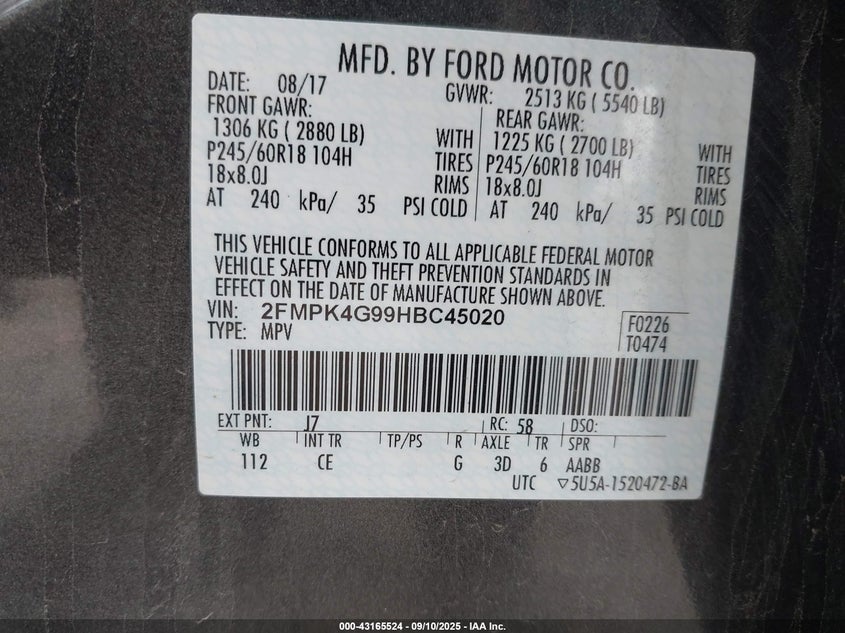 MFD. BY FORD MOTOR CO.
DATE: 08/17 GVWR: 2513 KG ( 5540 LB)
FRONT GAWR: REAR GAWR:
1306 KG ( 2880 LB) WITH 1225 KG ( 2700 LB) WITH
P245/60R18 104H TIRES P245/60R18 104H TIRES
18x8.0J RIMS 18x8.0J RIMS
AT 240 kPa/ 35 PSI COLD AT 240 kPa/ 35 PSI COLD
THIS VEHICLE CONFORMS TO ALL APPLICABLE FEDERAL MOTOR
VEHICLE SAFETY AND THEFT PREVENTION STANDARDS IN
EFFECT ON THE DATE OF MANUFACTURE SHOWN ABOVE.
VIN: 2FMPK4G99HBC45020 F0226
TYPE: MPV T0474
EXT PNT: J7 RC: 58 DSO:
WB INT TR TP/PS R AXLE TR SPR
112 CE G 3D 6 AABB
UTC ▽5U5A-1520472-BA
000-43165524 - 09/10/2025 - IAA Inc.